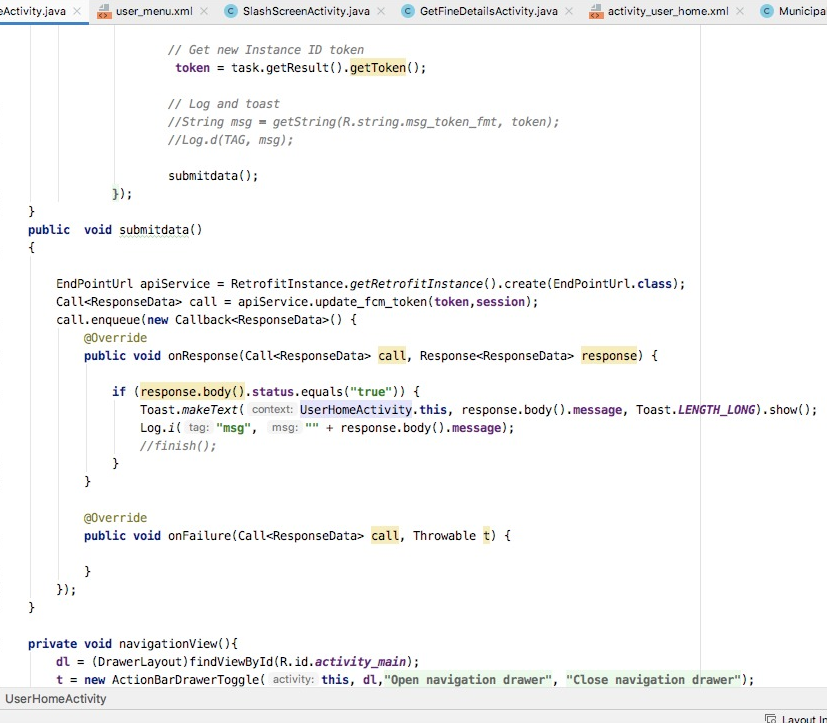 eActivity.java
user_menu.xml
SlashScreenActivity.java
GetFineDetailsActivity.java
activity_user_home.xml
Municipa
// Get new Instance ID token
token = task.getResult().getToken();
// Log and toast
//String msg = getString(R.string.msg_token_fmt, token);
//Log.d(TAG, msg);
submitdata();
});
}
public void submitdata()
{
EndPointUrl apiService = RetrofitInstance.getRetrofitInstance().create(EndPointUrl.class);
Call<ResponseData> call = apiService.update_fcm_token(token,session);
call.enqueue(new Callback<ResponseData>() {
@Override
public void onResponse(Call<ResponseData> call, Response<ResponseData> response) {
if (response.body().status.equals("true")) {
Toast.makeText( context: UserHomeActivity.this, response.body().message, Toast.LENGTH_LONG).show();
Log.i( tag: "msg", msg: "" + response.body().message);
//finish();
}
}
@Override
public void onFailure(Call<ResponseData> call, Throwable t) {
}
});
}
private void navigationView(){
dl = (DrawerLayout)findViewById(R.id.activity_main);
t = new ActionBarDrawerToggle( activity: this, dl,"Open navigation drawer", "Close navigation drawer");
UserHomeActivity
Layout In